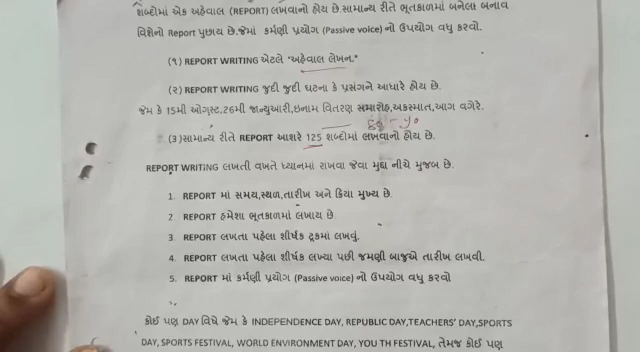 શબ્દોમાં એક અહેવાલ (REPORT) લખવાનો હોય છે.સામાન્ય રીતે ભૂતકાળમાં બનેલા બનાવ
વિશેનો Report પુછાય છે.જેમાં કર્મણી પ્રયોગ (Passive voice) નો ઉપયોગ વધુ કરવો.
(૧) REPORT WRITING એટલે "અહેવાલ લેખન."
(૨) REPORT WRITING જુદી જુદી ઘટના કે પ્રસંગને આધારે હોય છે.
જેમ કે 15મી ઓગસ્ટ,26મી જાન્યુઆરી,ઇનામ વિતરણ સમારોહ,અકસ્માત,આગ વગેરે.
(૩)સામાન્ય રીતે REPORT આશરે 125 શબ્દોમાં લખવાનો હોય છે.
REPORT WRITING લખતી વખતે ધ્યાનમાં રાખવા જેવા મુદ્દા નીચે મુજબ છે.
1. REPORT માં સમય,સ્થળ,તારીખ અને ક્રિયા મુખ્ય છે.
2 REPORT હમેશા ભૂતકાળમાં લખાય છે
3. REPORT લખતા પહેલા શીર્ષક ટૂકમાં લખવું.
4. REPORT લખતા પહેલા શીર્ષક લખ્યા પછી જમણી બાજુએ તારીખ લખવી.
5. REPORT માં કર્મણી પ્રયોગ (Passive voice) નો ઉપયોગ વધુ કરવો
કોઈ પણ DAY વિષે જેમ કે INDEPENDENCE DAY, REPUBLIC DAY,TEACHERS' DAY,SPORTS
DAY, SPORTS FESTIVAL, WORLD ENVIRONMENT DAY, YOU TH FESTIVAL, તેમજ કોઈ પણ